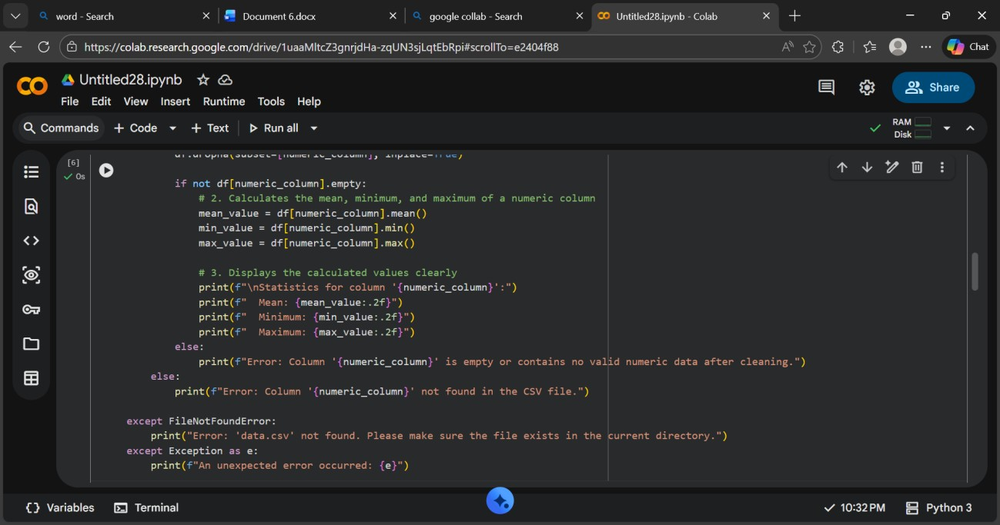 word - Search
Document 6.docx
google collab - Search
Untitled28.ipynb - Colab
https://colab.research.google.com/drive/1uaaMltcZ3gnrjdHa-zqUN3sjLqtEbRpi#scrollTo=e2404f88
Chat
Untitled28.ipynb
File Edit View Insert Runtime Tools Help
Share
Commands + Code + Text Run all
RAM
Disk
[6]
0s
df.dropna(subset=[numeric_column], inplace=True)
if not df[numeric_column].empty:
# 2. Calculates the mean, minimum, and maximum of a numeric column
mean_value = df[numeric_column].mean()
min_value = df[numeric_column].min()
max_value = df[numeric_column].max()
# 3. Displays the calculated values clearly
print(f"\nStatistics for column '{numeric_column}':")
print(f"  Mean: {mean_value:.2f}")
print(f"  Minimum: {min_value:.2f}")
print(f"  Maximum: {max_value:.2f}")
else:
print(f"Error: Column '{numeric_column}' is empty or contains no valid numeric data after cleaning.")
else:
print(f"Error: Column '{numeric_column}' not found in the CSV file.")
except FileNotFoundError:
print("Error: 'data.csv' not found. Please make sure the file exists in the current directory.")
except Exception as e:
print(f"An unexpected error occurred: {e}")
Variables
Terminal
10:32 PM
Python 3